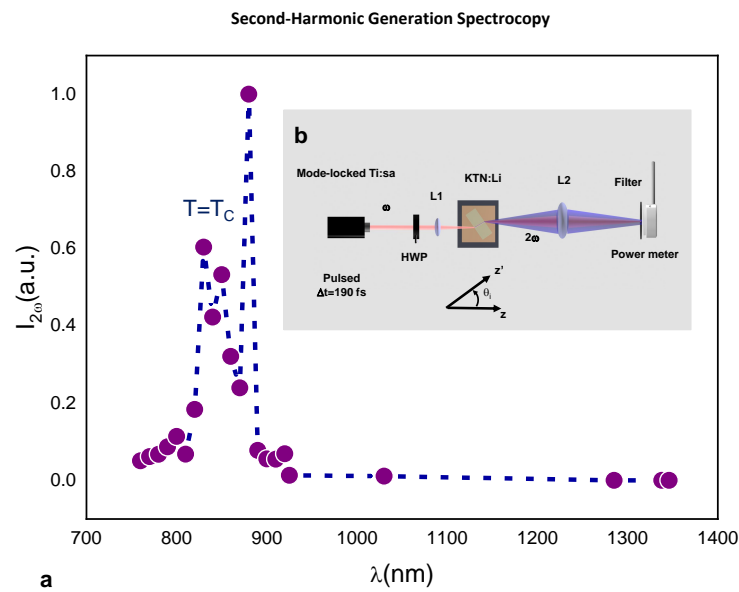 Second-Harmonic Generation Spectrocopy
I2ω(a.u.)
1.0
0.8
0.6
0.4
0.2
0.0
T=TC
b
Mode-locked Ti:sa
ω
L1
KTN:Li
L2
Filter
HWP
2ω
Power meter
Pulsed
Δt=190 fs
z'
θi
z
700
800
900
1000
1100
1200
1300
1400
λ(nm)
a